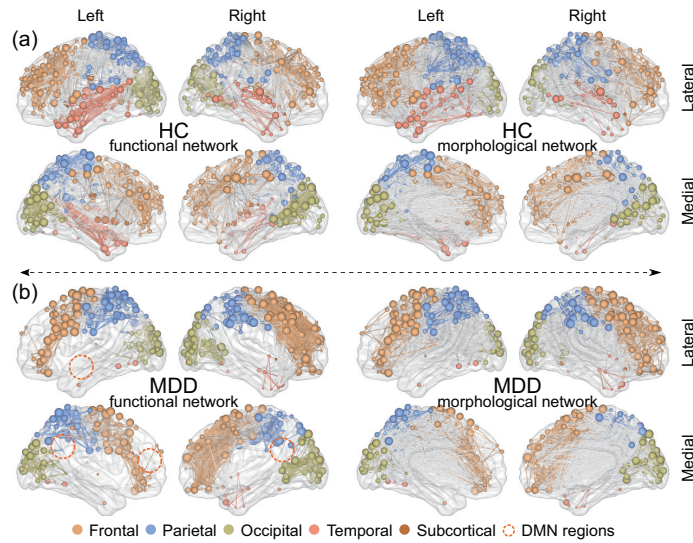 Left Right Left Right
(a)
Lateral
HC HC
functional network morphological network
Medial
(b)
Lateral
MDD MDD
functional network morphological network
Medial
Frontal Parietal Occipital Temporal Subcortical DMN regions